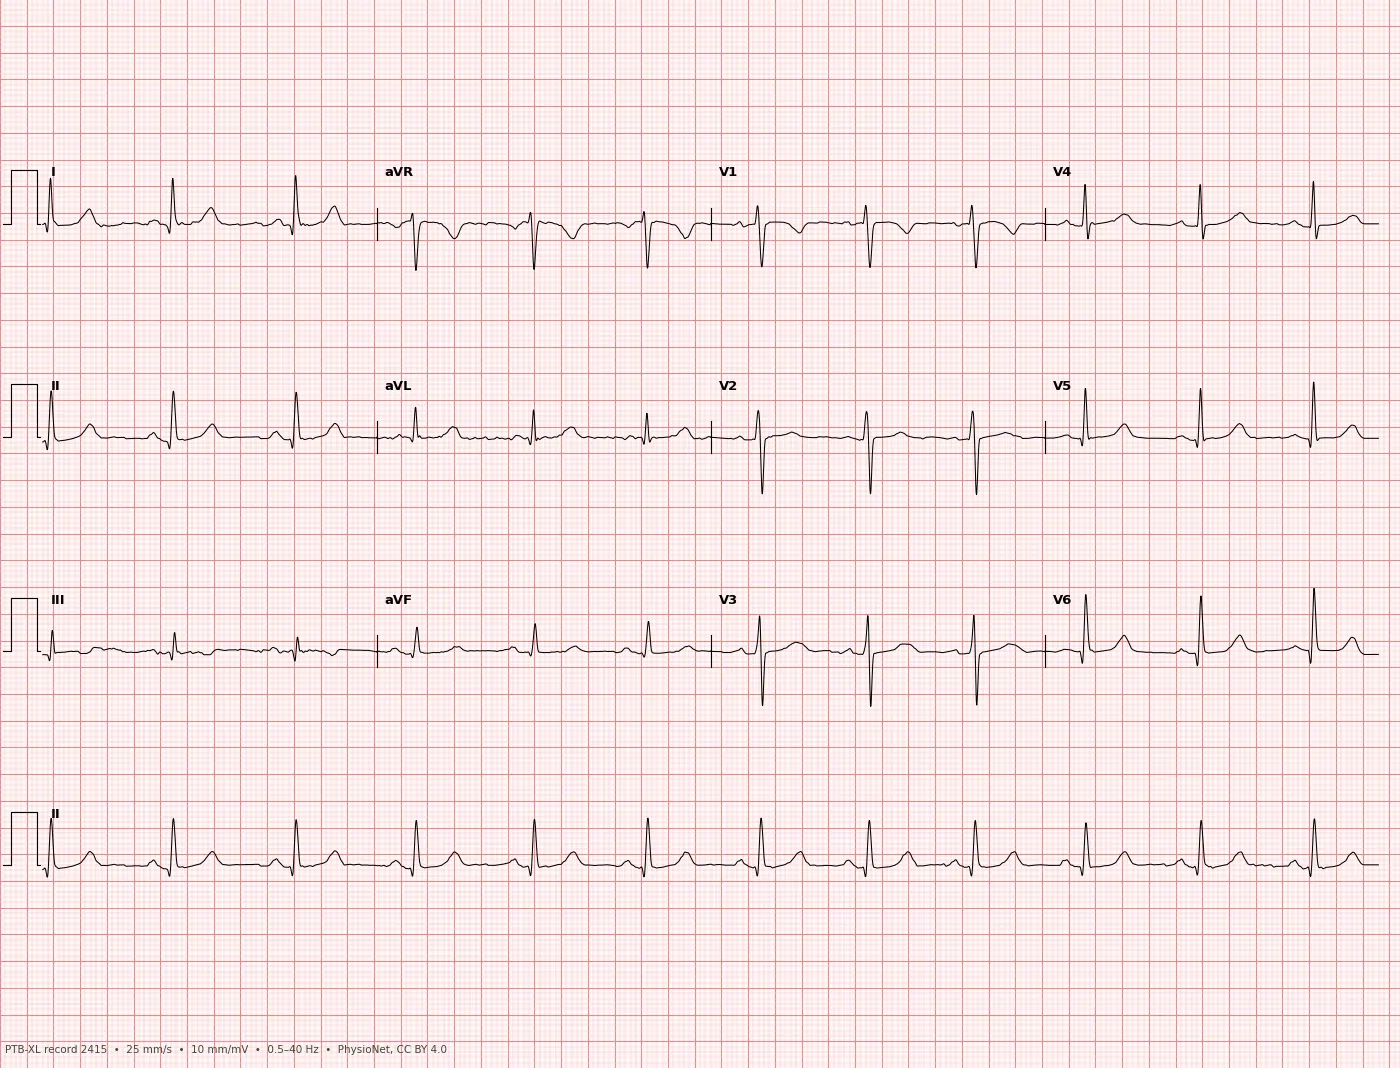 I aVR V1 V4
II aVL V2 V5
III aVF V3 V6
II
PTB-XL record 2415 • 25 mm/s • 10 mm/mV • 0.5–40 Hz • PhysioNet, CC BY 4.0